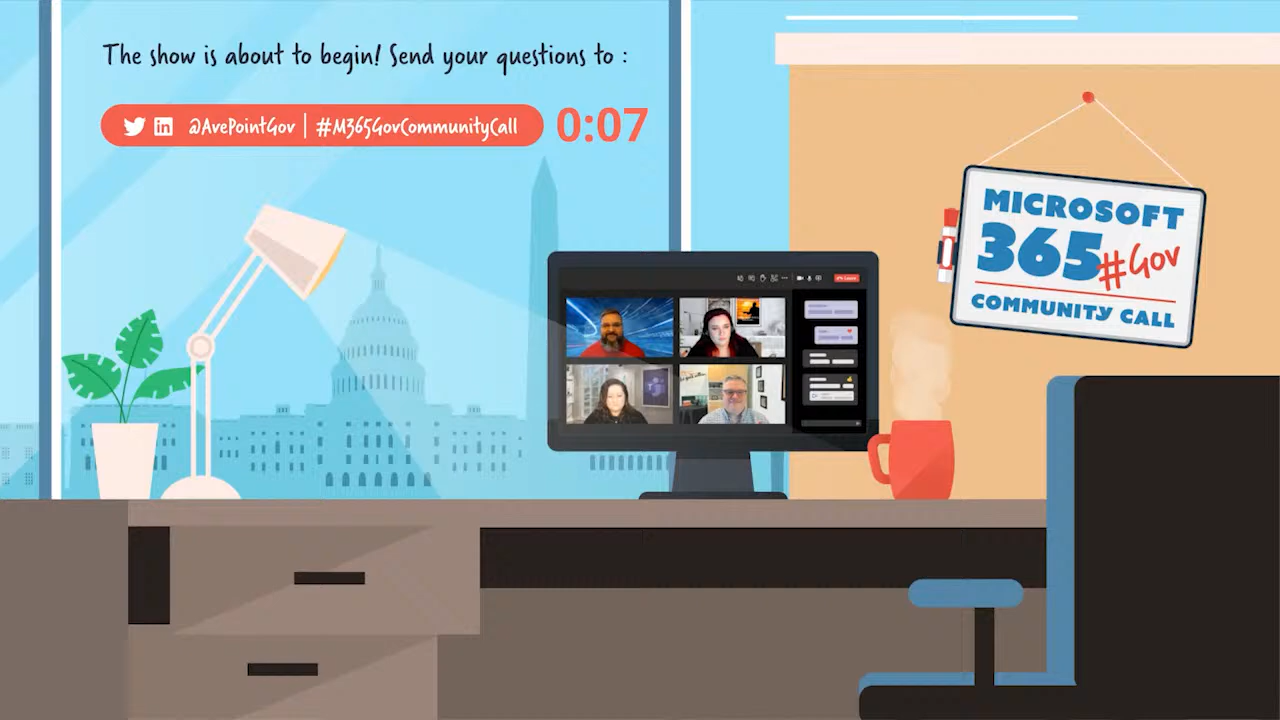 The show is about to begin! Send your questions to :
@AvePointGov | #M365GovCommunityCall 0:07
MICROSOFT
365 #Gov
COMMUNITY CALL